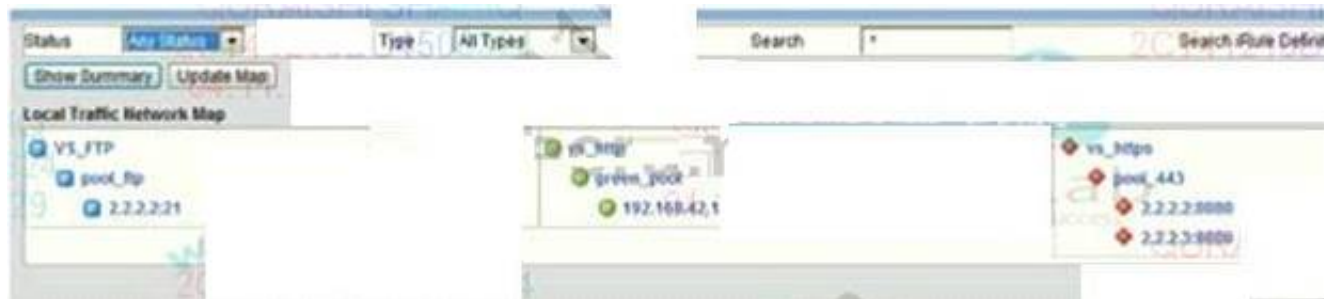 Status Any Status Type All Types Search * Search iRule Definit
Show Summary Update Map
Local Traffic Network Map
VS_FTP
pool_ftp
2.2.2.2:21
vs_http
green_pool
192.168.42.1
vs_https
pool_443
2.2.2.2:8080
2.2.2.3:8080